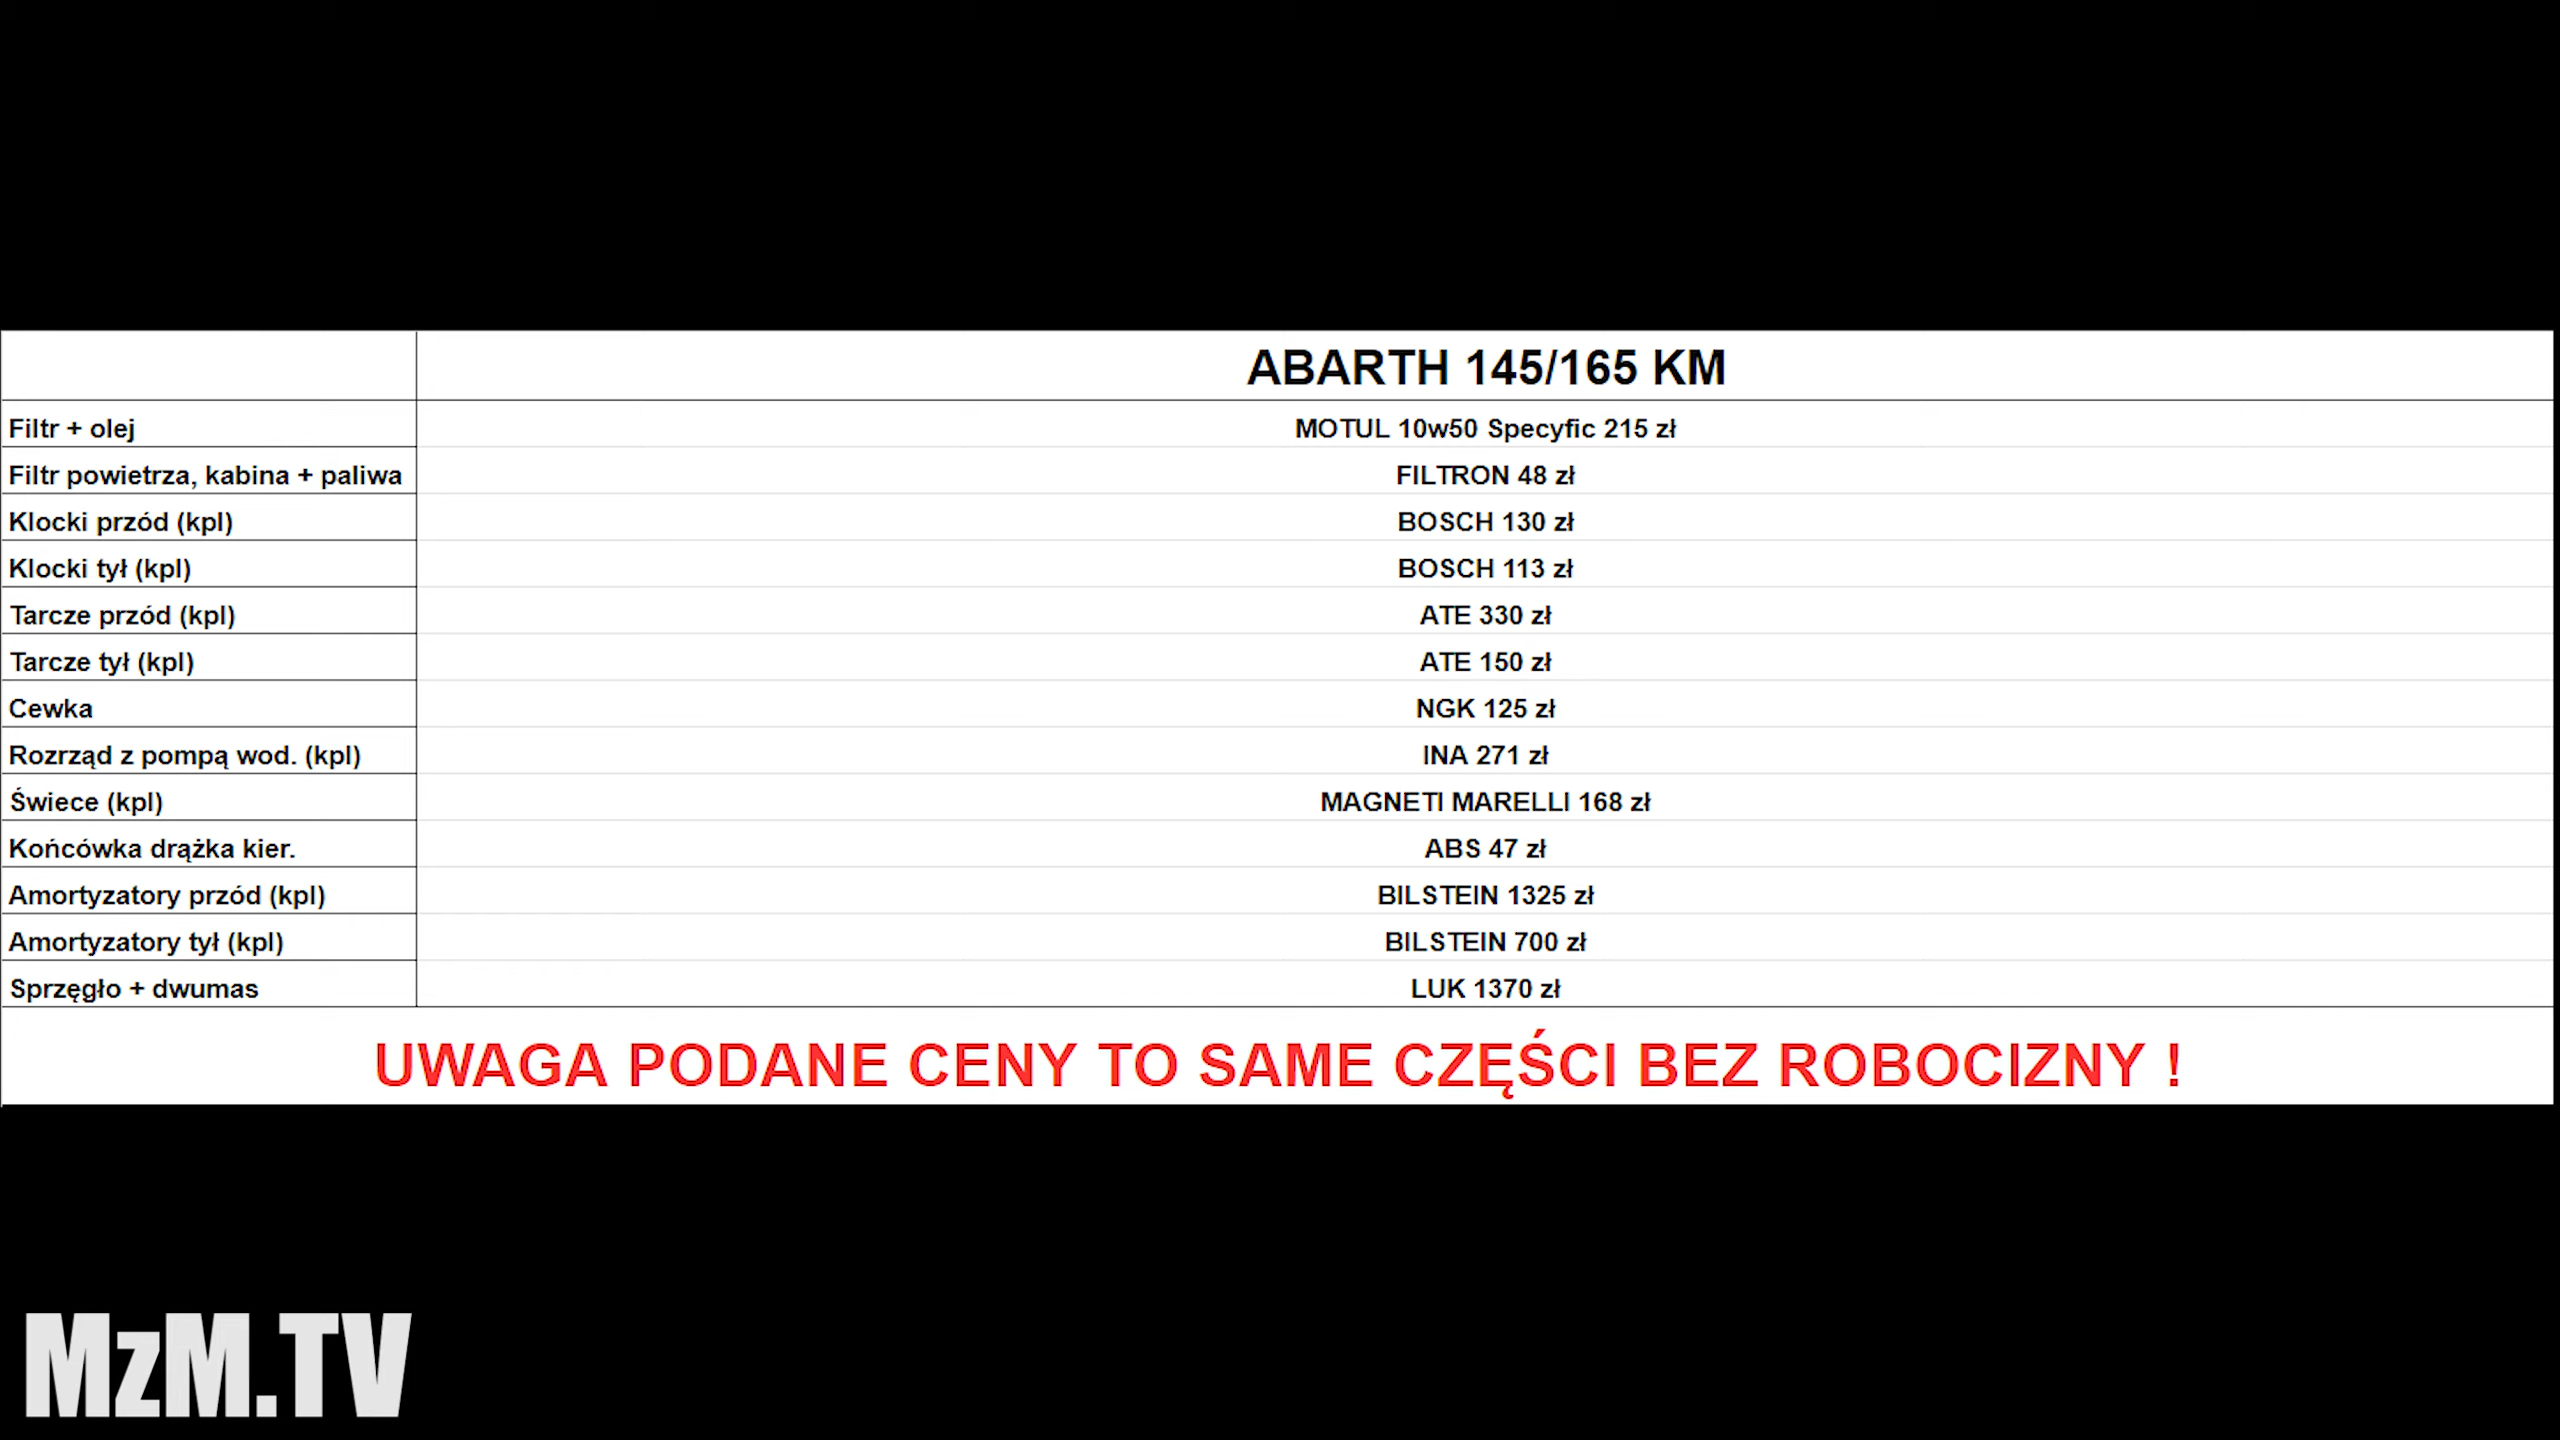 ABARTH 145/165 KM
Filtr + olej MOTUL 10w50 Specyfic 215 zł
Filtr powietrza, kabina + paliwa FILTRON 48 zł
Klocki przód (kpl) BOSCH 130 zł
Klocki tył (kpl) BOSCH 113 zł
Tarcze przód (kpl) ATE 330 zł
Tarcze tył (kpl) ATE 150 zł
Cewka NGK 125 zł
Rozrząd z pompą wod. (kpl) INA 271 zł
Świece (kpl) MAGNETI MARELLI 168 zł
Końcówka drążka kier. ABS 47 zł
Amortyzatory przód (kpl) BILSTEIN 1325 zł
Amortyzatory tył (kpl) BILSTEIN 700 zł
Sprzęgło + dwumas LUK 1370 zł
UWAGA PODANE CENY TO SAME CZĘŚCI BEZ ROBOCIZNY !
MzM.TV